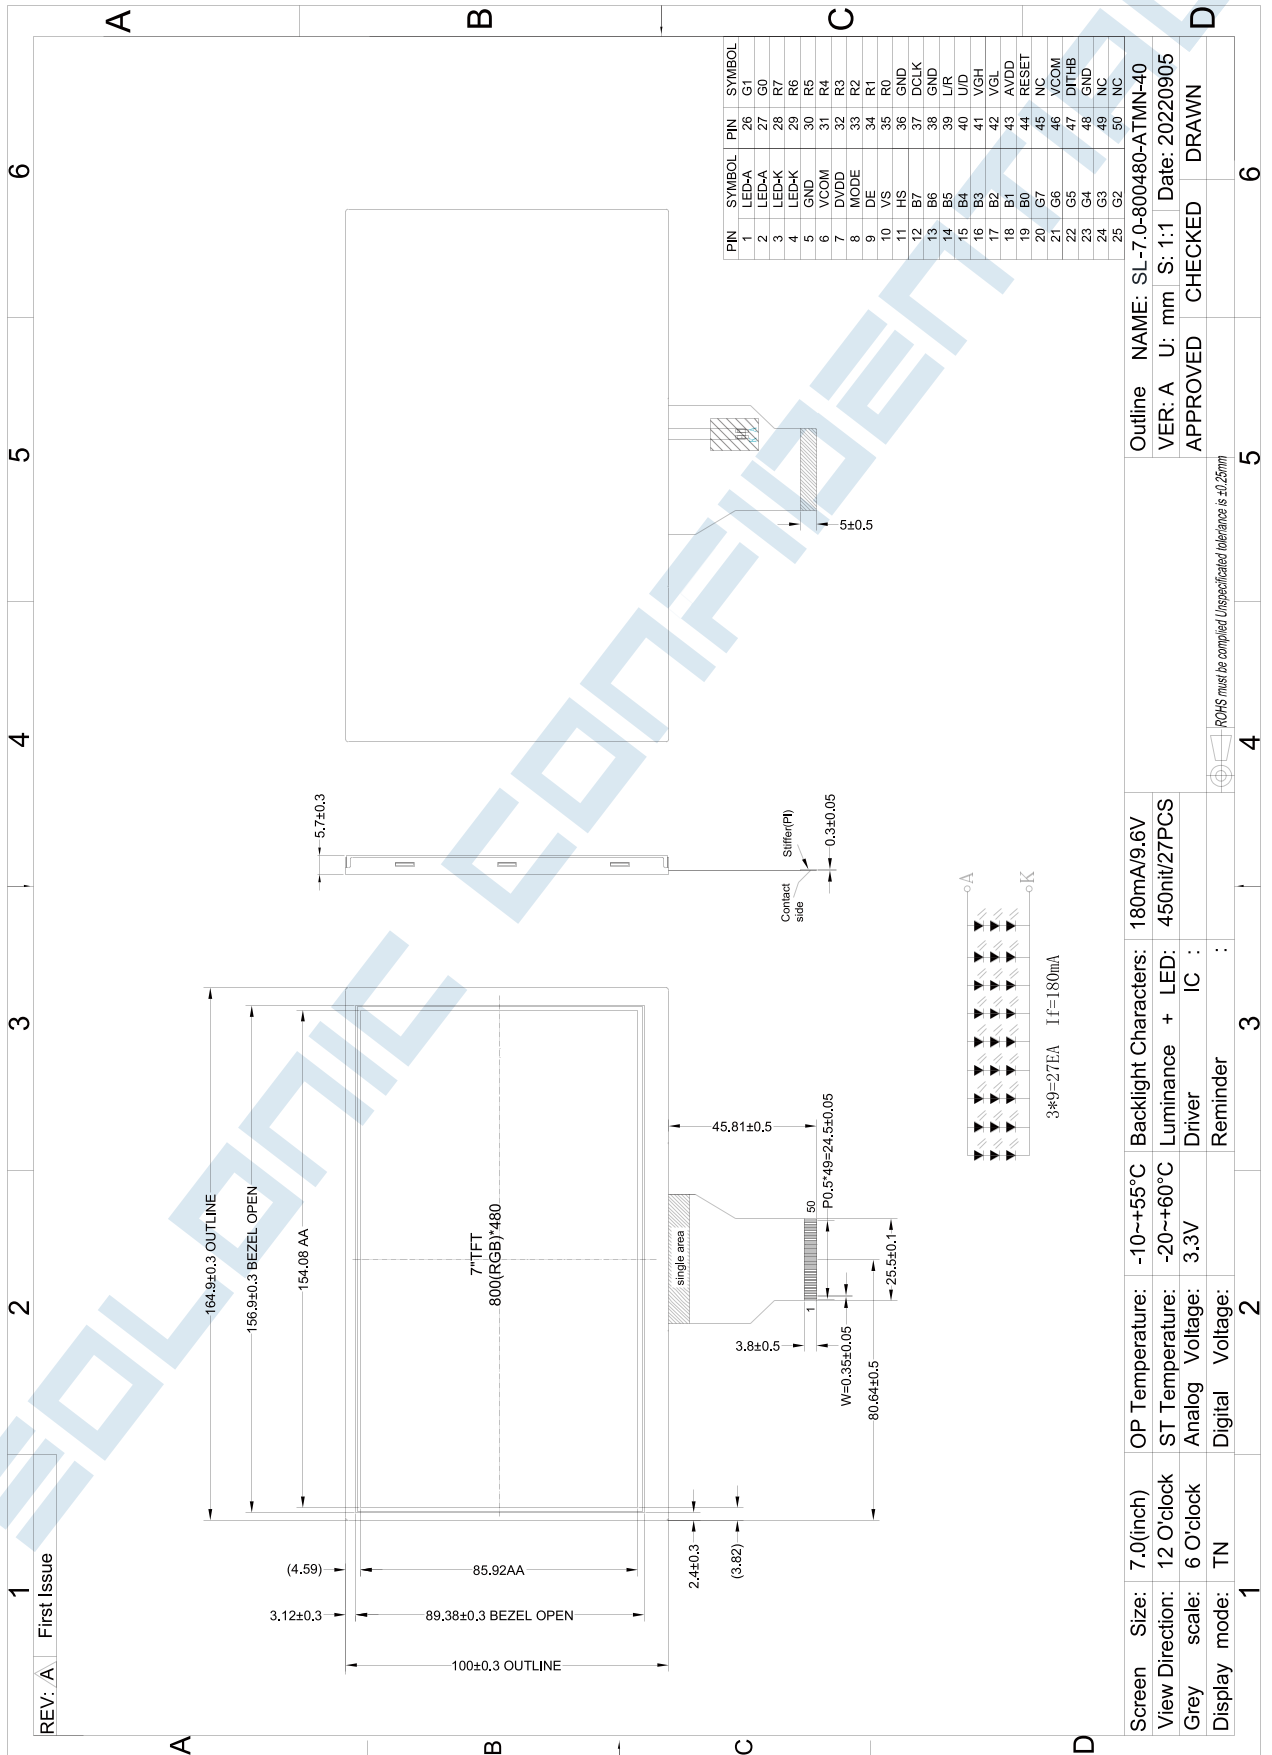 REV: A First Issue
1 2 3 4 5 6
A
B
C
D
164.9±0.3 OUTLINE
156.9±0.3 BEZEL OPEN
154.08 AA
(4.59)
3.12±0.3
85.92AA
89.38±0.3 BEZEL OPEN
100±0.3 OUTLINE
7"TFT
800(RGB)*480
2.4±0.3
(3.82)
single area
45.81±0.5
3.8±0.5
1
50
P0.5*49=24.5±0.05
W=0.35±0.05
25.5±0.1
80.64±0.5
5.7±0.3
Contact
side
Stiffer(PI)
0.3±0.05
5±0.5
A
K
3*9=27EA If=180mA
PIN SYMBOL PIN SYMBOL
1 LED-A 26 G1
2 LED-A 27 G0
3 LED-K 28 R7
4 LED-K 29 R6
5 GND 30 R5
6 VCOM 31 R4
7 DVDD 32 R3
8 MODE 33 R2
9 DE 34 R1
10 VS 35 R0
11 HS 36 GND
12 B7 37 DCLK
13 B6 38 GND
14 B5 39 L/R
15 B4 40 U/D
16 B3 41 VGH
17 B2 42 VGL
18 B1 43 AVDD
19 B0 44 RESET
20 G7 45 NC
21 G6 46 VCOM
22 G5 47 DITHB
23 G4 48 GND
24 G3 49 NC
25 G2 50 NC
Screen Size: 7.0(inch) OP Temperature: -10~+55°C Backlight Characters: 180mA/9.6V
View Direction: 12 O'clock ST Temperature: -20~+60°C Luminance + LED: 450nit/27PCS
Grey scale: 6 O'clock Analog Voltage: 3.3V Driver IC :
Display mode: TN Digital Voltage: Reminder :
ROHS must be complied Unspecificated tolerlance is ±0.25mm
Outline NAME: SL-7.0-800480-ATMN-40
VER: A U: mm S: 1:1 Date: 20220905
APPROVED CHECKED DRAWN
A
B
C
D
1 2 3 4 5 6
SOLONIC CONFIDENTIAL